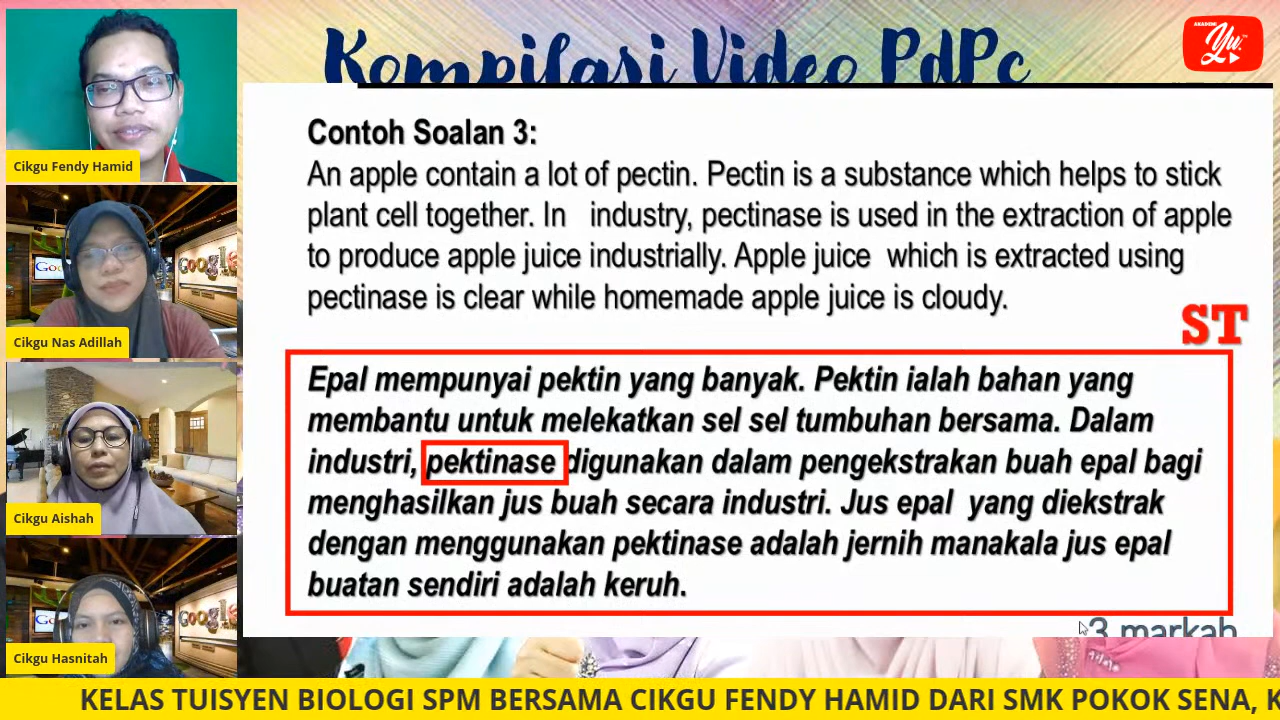 Kompilasi Video PdPc
AKADEMI
Yu.
Cikgu Fendy Hamid
Contoh Soalan 3:
An apple contain a lot of pectin. Pectin is a substance which helps to stick
plant cell together. In industry, pectinase is used in the extraction of apple
to produce apple juice industrially. Apple juice which is extracted using
pectinase is clear while homemade apple juice is cloudy.
ST
Epal mempunyai pektin yang banyak. Pektin ialah bahan yang
membantu untuk melekatkan sel sel tumbuhan bersama. Dalam
industri, pektinase digunakan dalam pengekstrakan buah epal bagi
menghasilkan jus buah secara industri. Jus epal yang diekstrak
dengan menggunakan pektinase adalah jernih manakala jus epal
buatan sendiri adalah keruh.
3 markah
Goo
Google
Cikgu Nas Adillah
Cikgu Aishah
Goo
Google
Cikgu Hasnitah
KELAS TUISYEN BIOLOGI SPM BERSAMA CIKGU FENDY HAMID DARI SMK POKOK SENA, K